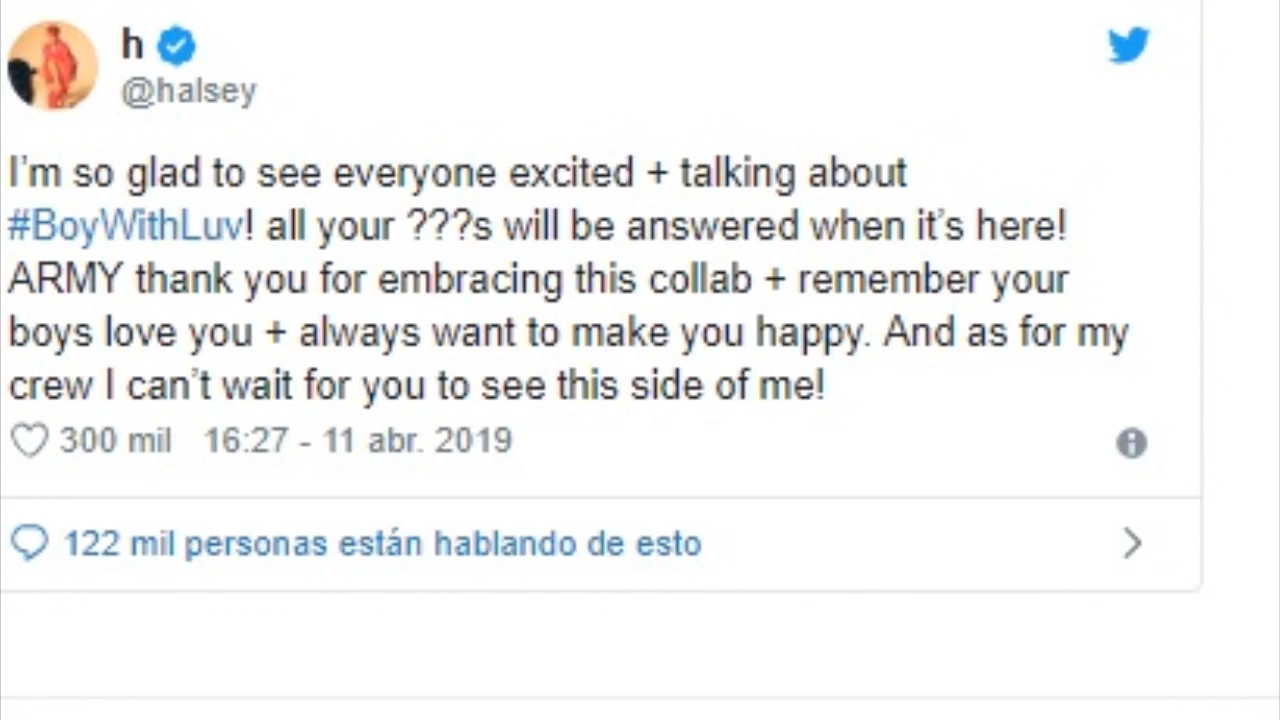 h
@halsey
I'm so glad to see everyone excited + talking about
#BoyWithLuv! all your ???s will be answered when it's here!
ARMY thank you for embracing this collab + remember your
boys love you + always want to make you happy. And as for my
crew I can't wait for you to see this side of me!
300 mil 16:27 - 11 abr. 2019
122 mil personas están hablando de esto